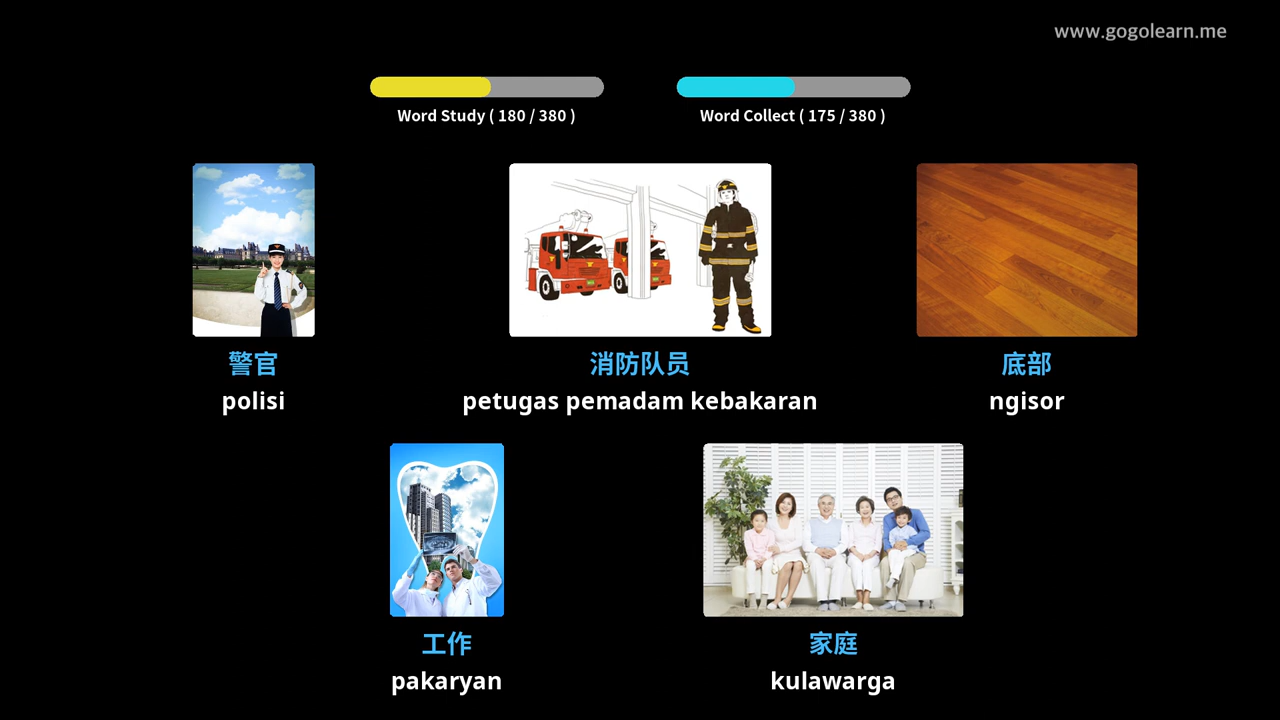 www.gogolearn.me
Word Study ( 180 / 380 )
Word Collect ( 175 / 380 )
警官
polisi
消防队员
petugas pemadam kebakaran
底部
ngisor
工作
pakaryan
家庭
kulawarga